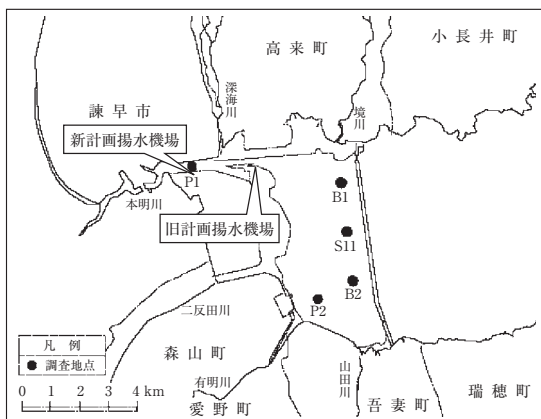 小長井町
高来町
深海川
境川
諫早市
新計画揚水機場
P1
本明川
旧計画揚水機場
B1
S11
B2
P2
二反田川
凡 例
調査地点
森山町
有明川
愛野町
山田川
吾妻町
瑞穂町
0 1 2 3 4 km